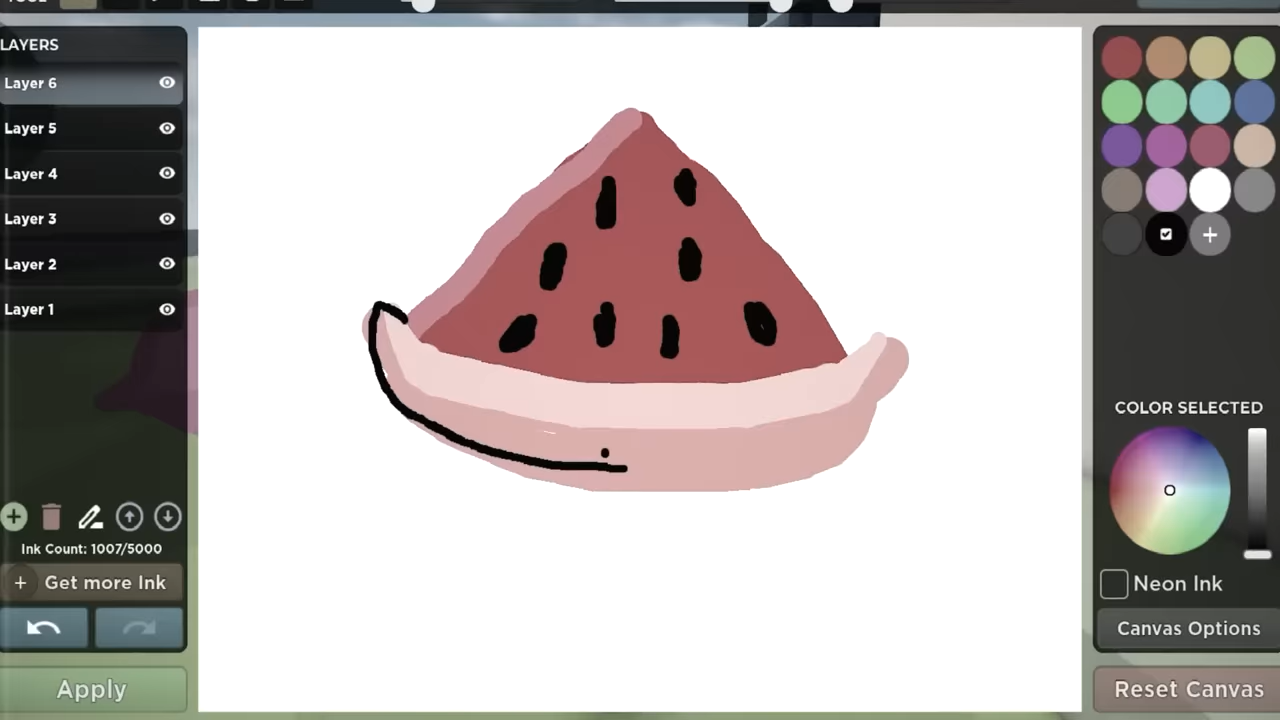 LAYERS
Layer 6
Layer 5
Layer 4
Layer 3
Layer 2
Layer 1
Ink Count: 1007/5000
+ Get more Ink
Apply
+
COLOR SELECTED
Neon Ink
Canvas Options
Reset Canvas